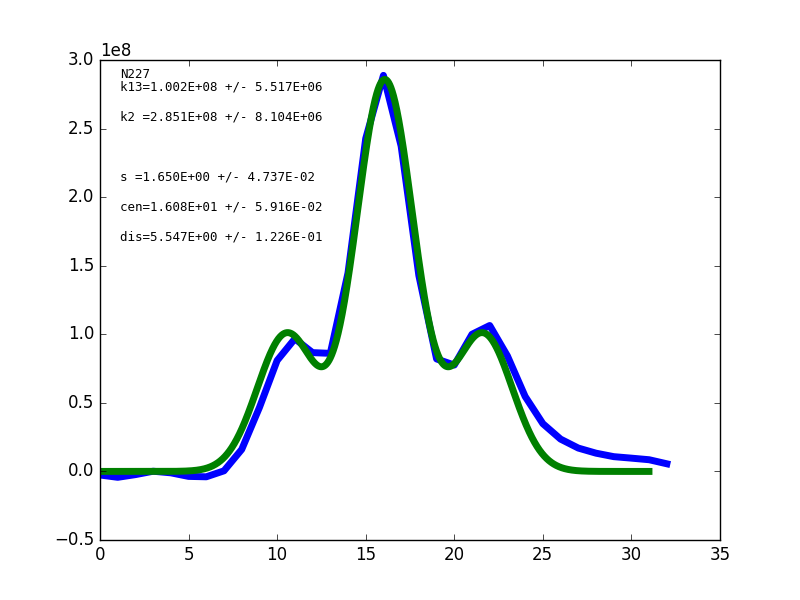 1e8
3.0
N227
k13=1.002E+08 +/- 5.517E+06
k2 =2.851E+08 +/- 8.104E+06
2.5
s =1.650E+00 +/- 4.737E-02
2.0
cen=1.608E+01 +/- 5.916E-02
dis=5.547E+00 +/- 1.226E-01
1.5
1.0
0.5
0.0
−0.5
0 5 10 15 20 25 30 35